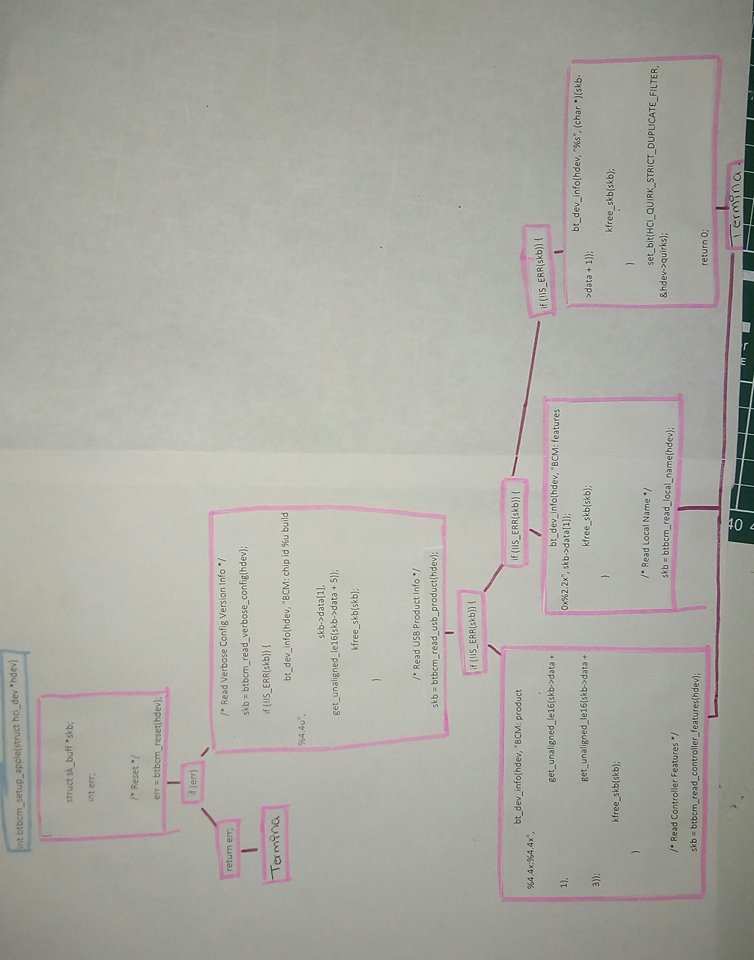 int btbcm_setup_apple(struct hci_dev *hdev)
{
struct sk_buff *skb;
int err;
/* Reset */
err = btbcm_reset(hdev);
if (err)
return err;
Termina
/* Read Verbose Config Version Info */
skb = btbcm_read_verbose_config(hdev);
if (!IS_ERR(skb)) {
bt_dev_info(hdev, "BCM: chip id %u build
%4.4u",
skb->data[1],
get_unaligned_le16(skb->data + 5));
kfree_skb(skb);
}
/* Read USB Product Info */
skb = btbcm_read_usb_product(hdev);
if (!IS_ERR(skb)) {
bt_dev_info(hdev, "BCM: product
%4.4x:%4.4x",
get_unaligned_le16(skb->data +
1),
get_unaligned_le16(skb->data +
3));
kfree_skb(skb);
}
/* Read Controller Features */
skb = btbcm_read_controller_features(hdev);
if (!IS_ERR(skb)) {
bt_dev_info(hdev, "BCM: features
0x%2.2x", skb->data[1]);
kfree_skb(skb);
}
/* Read Local Name */
skb = btbcm_read_local_name(hdev);
if (!IS_ERR(skb)) {
bt_dev_info(hdev, "%s", (char *)(skb-
>data + 1));
kfree_skb(skb);
}
set_bit(HCI_QUIRK_STRICT_DUPLICATE_FILTER,
&hdev->quirks);
return 0;
Termina
40